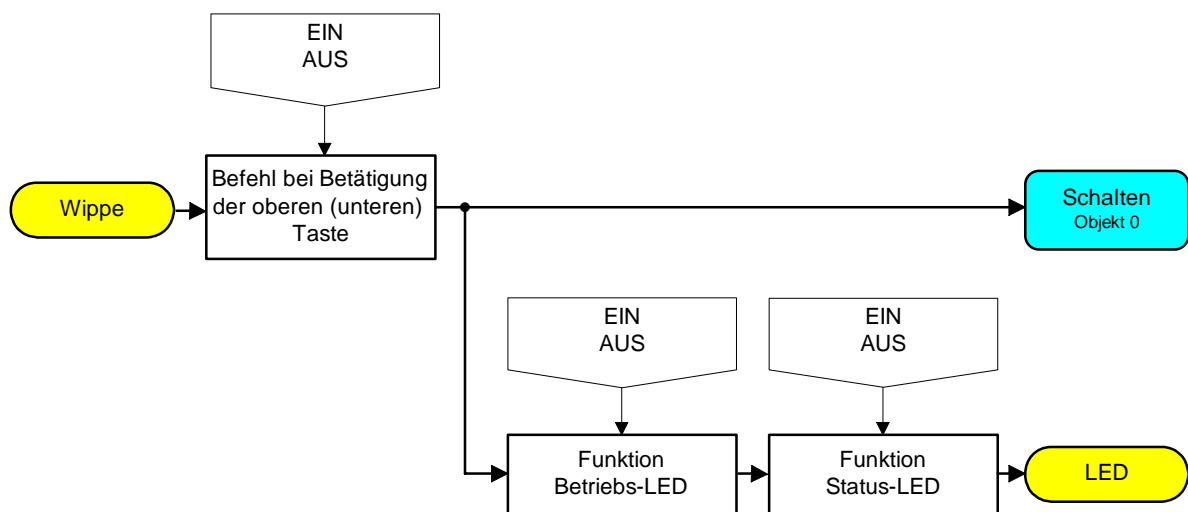 EIN
AUS
Wippe
Befehl bei Betätigung
der oberen (unteren)
Taste
Schalten
Objekt 0
EIN
AUS
EIN
AUS
Funktion
Betriebs-LED
Funktion
Status-LED
LED